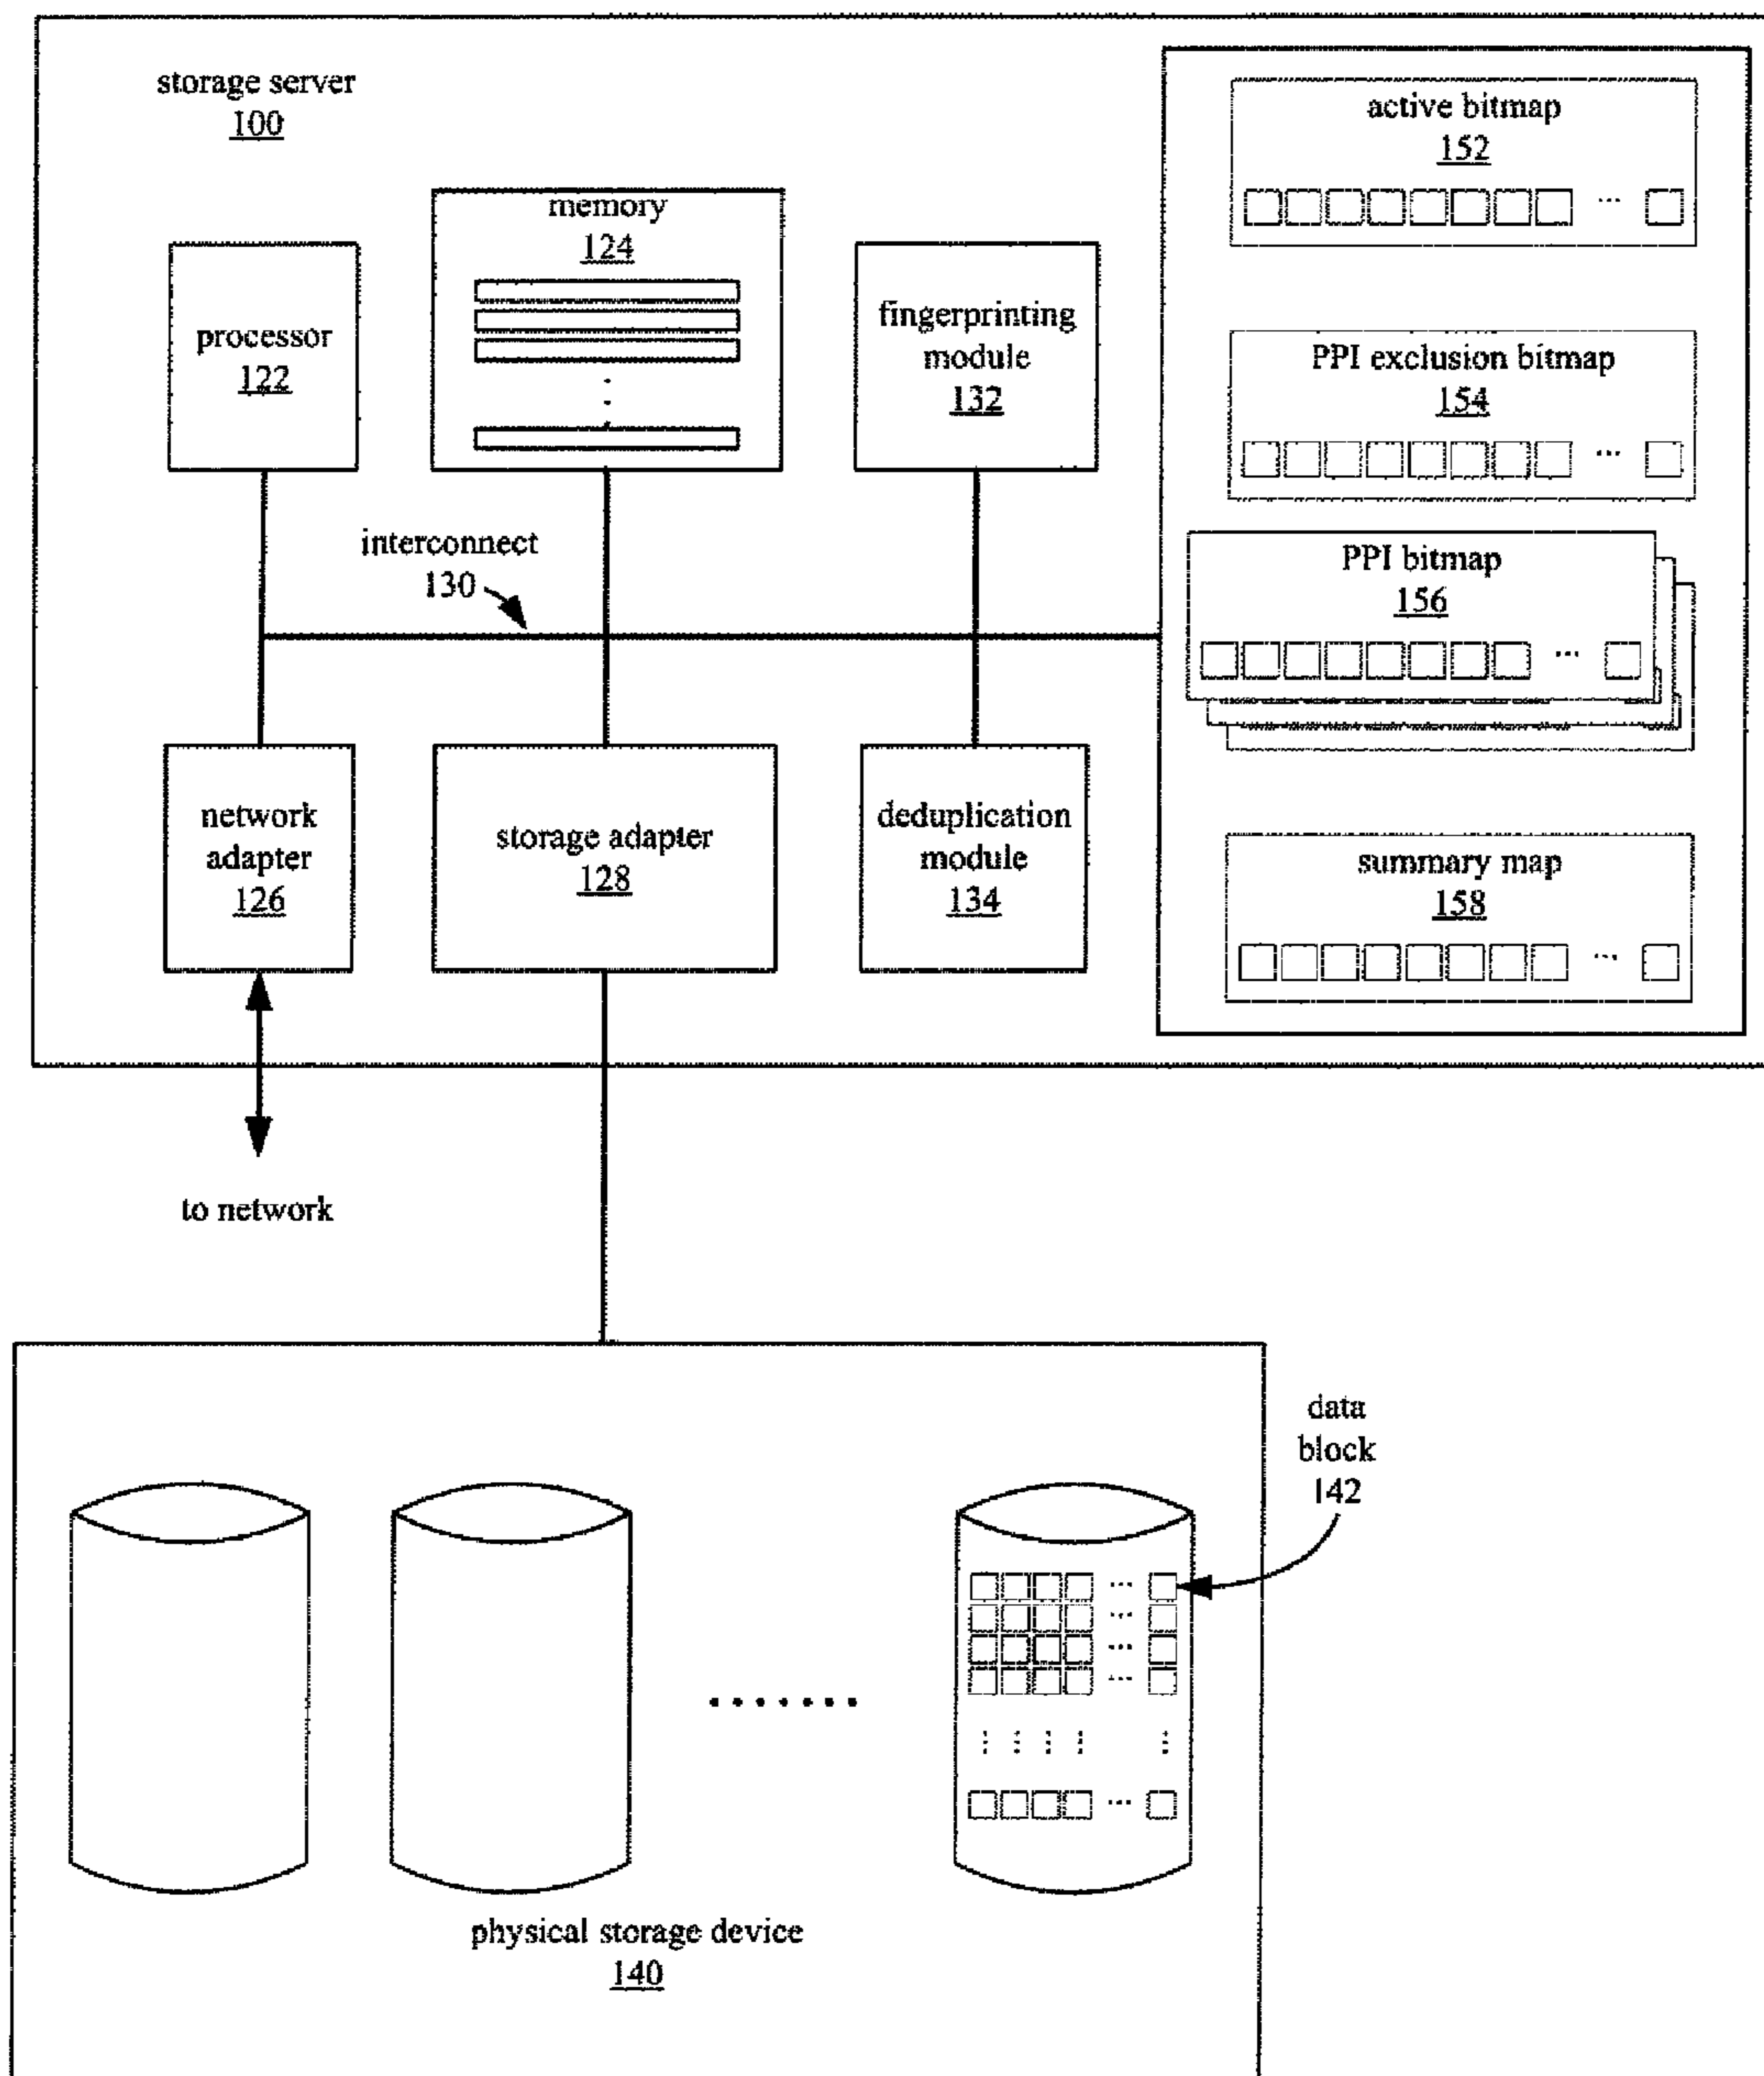 storage server
100
active bitmap
152
...
memory
124
processor
122
fingerprinting
module
132
PPI exclusion bitmap
154
...
interconnect
130
PPI bitmap
156
...
network
adapter
126
storage adapter
128
deduplication
module
134
summary map
158
...
to network
data
block
142
physical storage device
140